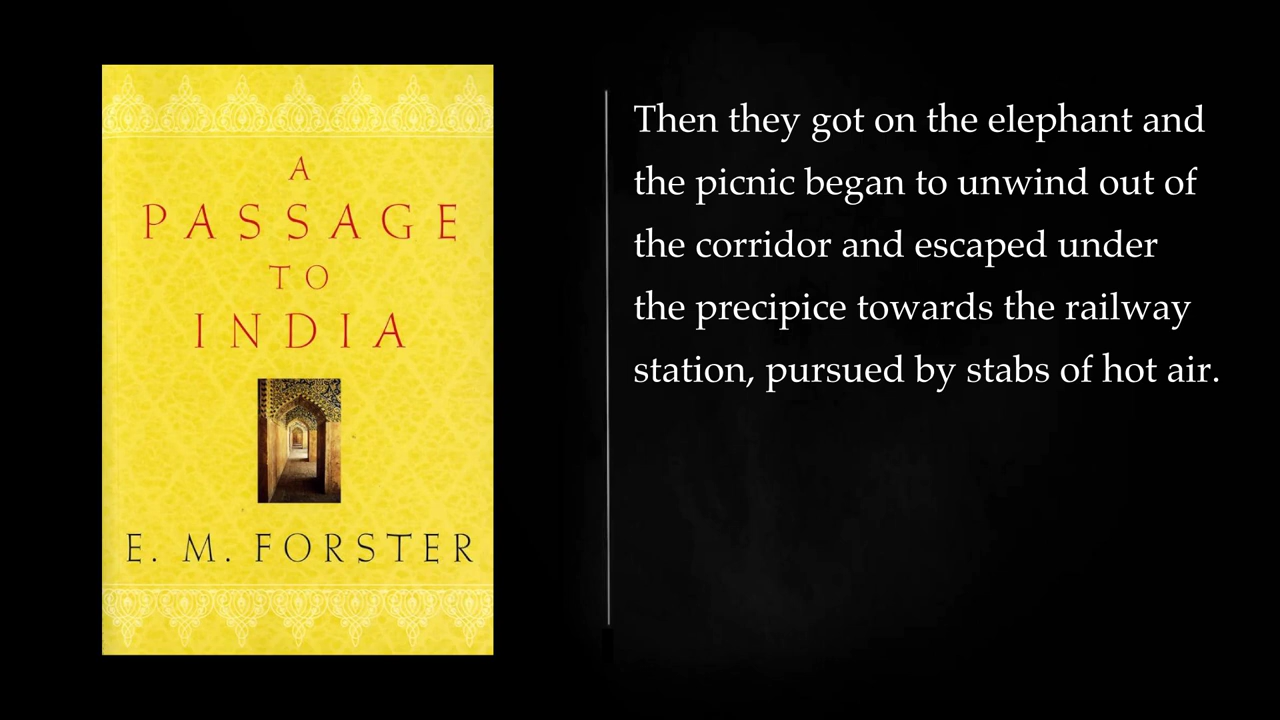 A
PASSAGE
TO
INDIA
E. M. FORSTER
Then they got on the elephant and
the picnic began to unwind out of
the corridor and escaped under
the precipice towards the railway
station, pursued by stabs of hot air.